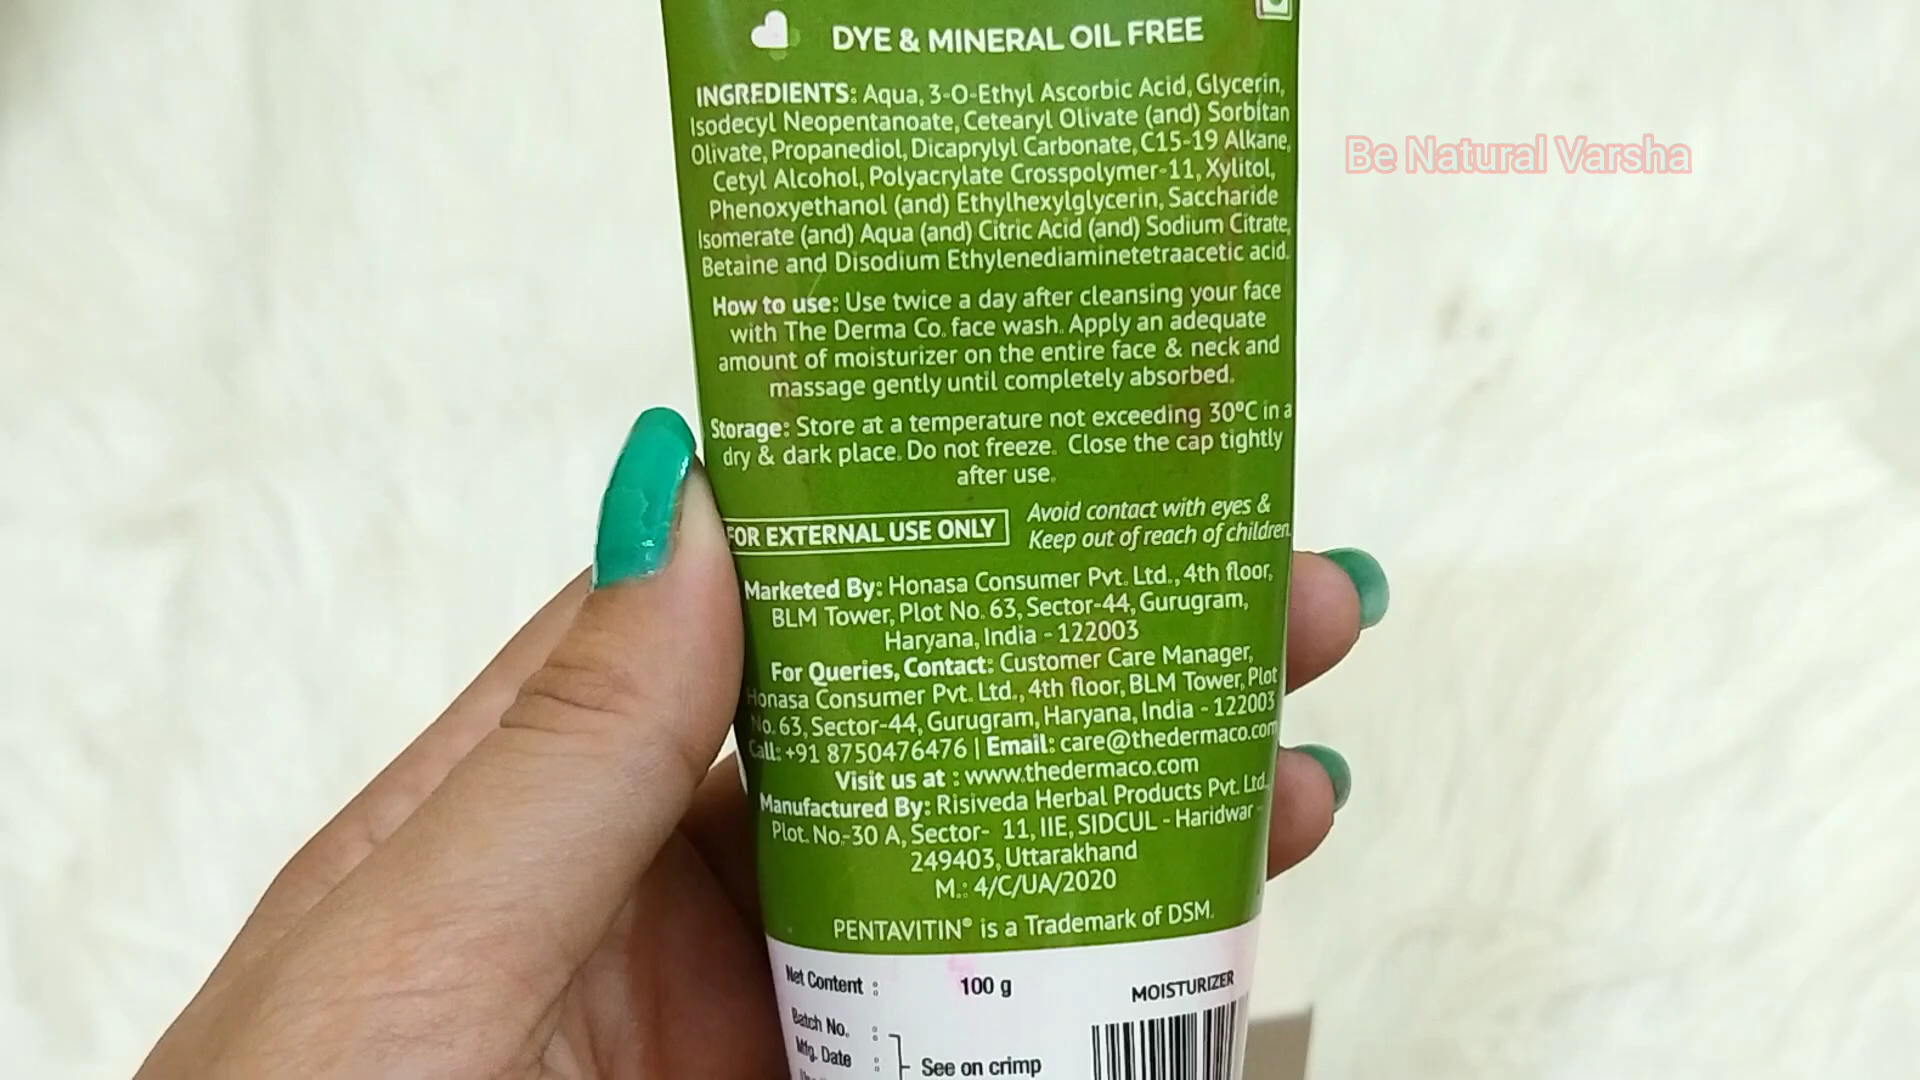 DYE & MINERAL OIL FREE
INGREDIENTS: Aqua, 3-O-Ethyl Ascorbic Acid, Glycerin,
Isodecyl Neopentanoate, Cetearyl Olivate (and) Sorbitan
Olivate, Propanediol, Dicaprylyl Carbonate, C15-19 Alkane,
Cetyl Alcohol, Polyacrylate Crosspolymer-11, Xylitol,
Phenoxyethanol (and) Ethylhexylglycerin, Saccharide
Isomerate (and) Aqua (and) Citric Acid (and) Sodium Citrate,
Betaine and Disodium Ethylenediaminetetraacetic acid.
How to use: Use twice a day after cleansing your face
with The Derma Co. face wash. Apply an adequate
amount of moisturizer on the entire face & neck and
massage gently until completely absorbed.
Storage: Store at a temperature not exceeding 30ºC in a
dry & dark place. Do not freeze. Close the cap tightly
after use.
FOR EXTERNAL USE ONLY
Avoid contact with eyes &
Keep out of reach of children.
Marketed By: Honasa Consumer Pvt. Ltd., 4th floor,
BLM Tower, Plot No. 63, Sector-44, Gurugram,
Haryana, India - 122003
For Queries, Contact: Customer Care Manager,
Honasa Consumer Pvt. Ltd., 4th floor, BLM Tower, Plot
No. 63, Sector-44, Gurugram, Haryana, India - 122003
Call: +91 8750476476 | Email: care@thedermaco.com
Visit us at : www.thedermaco.com
Manufactured By: Risiveda Herbal Products Pvt. Ltd.
Plot. No-30 A, Sector- 11, IIE, SIDCUL - Haridwar -
249403, Uttarakhand
M.: 4/C/UA/2020
PENTAVITIN® is a Trademark of DSM.
Net Content : 100 g
MOISTURIZER
Batch No. :
Mfg. Date :
See on crimp
Be Natural Varsha